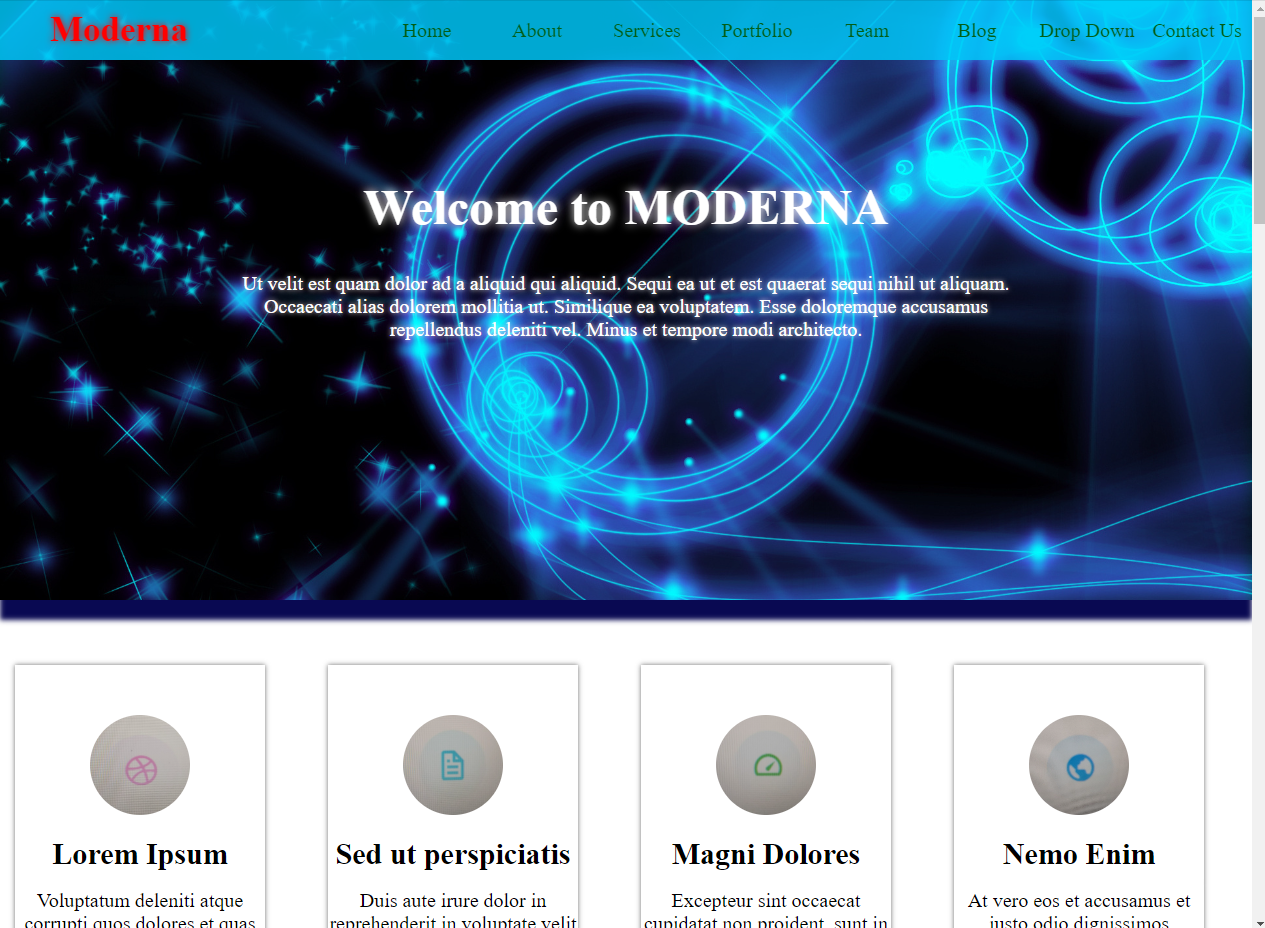 Moderna
Home About Services Portfolio Team Blog Drop Down Contact Us
Welcome to MODERNA
Ut velit est quam dolor ad a aliquid qui aliquid. Sequi ea ut et est quaerat sequi nihil ut aliquam.
Occaecati alias dolorem mollitia ut. Similique ea voluptatem. Esse doloremque accusamus
repellendus deleniti vel. Minus et tempore modi architecto.
Lorem Ipsum
Voluptatum deleniti atque
corrupti quos dolores et quas
Sed ut perspiciatis
Duis aute irure dolor in
reprehenderit in voluptate velit
Magni Dolores
Excepteur sint occaecat
cupidatat non proident, sunt in
Nemo Enim
At vero eos et accusamus et
iusto odio dignissimos